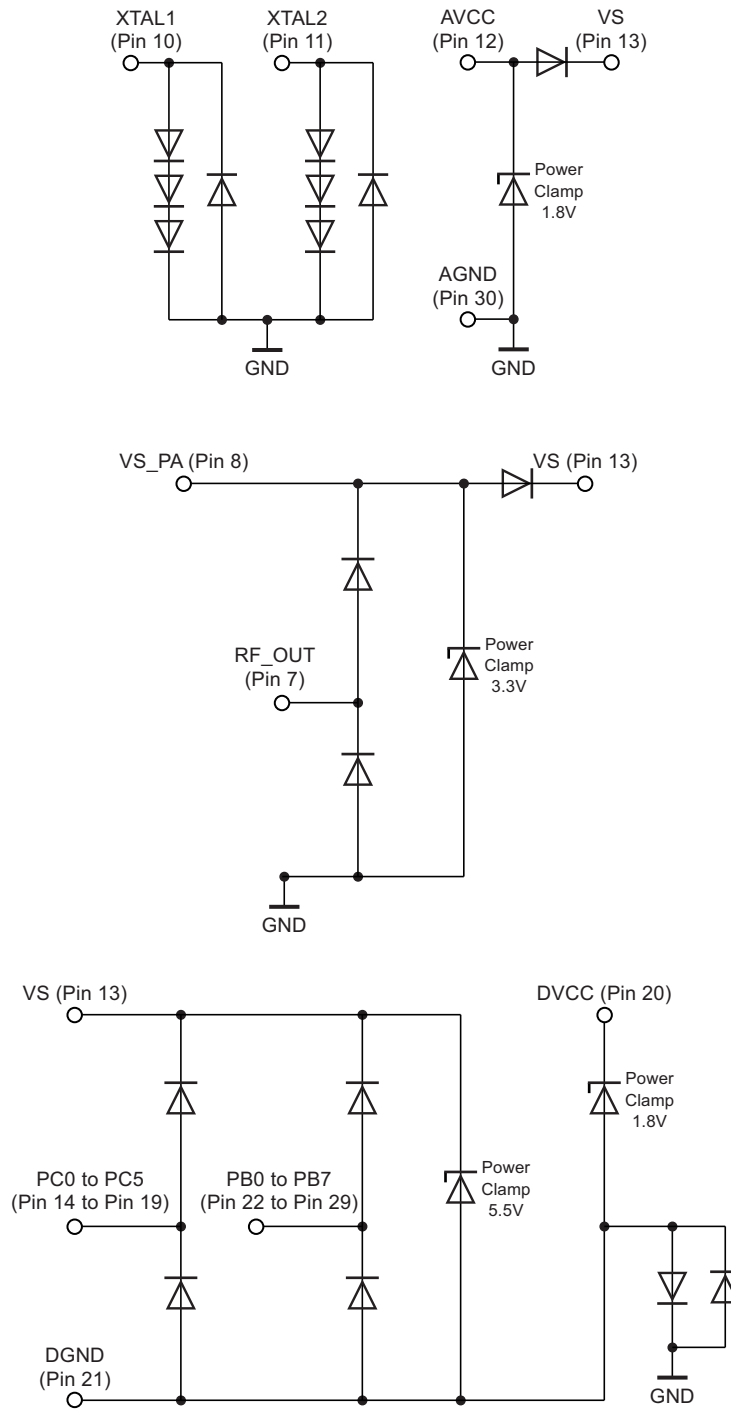 XTAL1
(Pin 10)
XTAL2
(Pin 11)
AVCC
(Pin 12)
VS
(Pin 13)
Power
Clamp
1.8V
AGND
(Pin 30)
GND
GND
VS_PA (Pin 8)
VS (Pin 13)
RF_OUT
(Pin 7)
Power
Clamp
3.3V
GND
VS (Pin 13)
DVCC (Pin 20)
Power
Clamp
1.8V
PC0 to PC5
(Pin 14 to Pin 19)
PB0 to PB7
(Pin 22 to Pin 29)
Power
Clamp
5.5V
DGND
(Pin 21)
GND